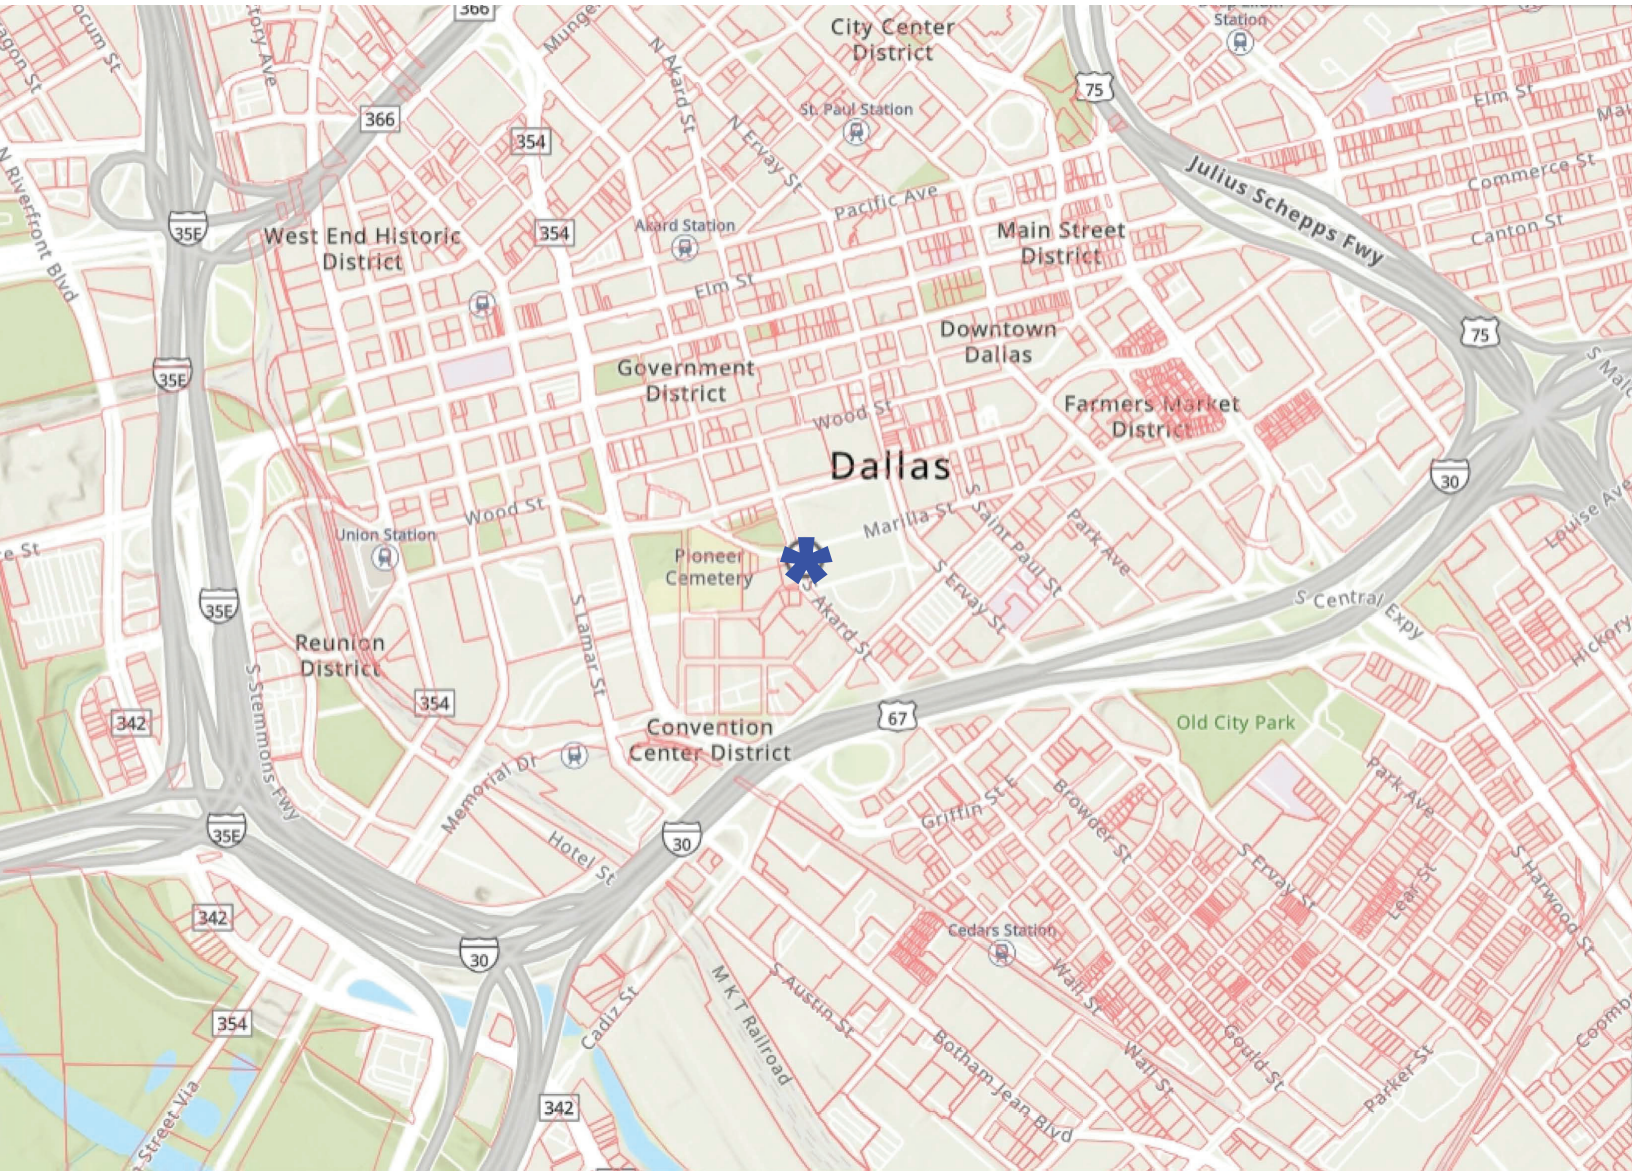 366
City Center
District
Station
N Akard St
75
Elm St
366
St. Paul Station
354
N Ervay St
Commerce St
Julius Schepps Fwy
N Riverfront Blvd
Pacific Ave
35E
West End Historic
District
354
Akard Station
Main Street
District
Canton St
Elm St
Downtown
Dallas
75
35E
Government
District
Farmers Market
District
Wood St
Dallas
30
Wood St
Marilla St
S Saint Paul St
Park Ave
Louise Ave
Union Station
Pioneer
Cemetery
S Ervay St
35E
S Lamar St
S Akard St
S Central Expy
Hickory
Reunion
District
S Stemmons Fwy
354
342
67
Old City Park
Convention
Center District
Memorial Dr
Griffin St E
Browder St
Park Ave
35E
30
Hotel St
S Ervay St
Lear St
S Harwood St
342
Cedars Station
30
S Austin St
Wall St
M K T Railroad
354
Cadiz St
Gould St
Botham Jean Blvd
Wall St
Parker St
342
Street Via